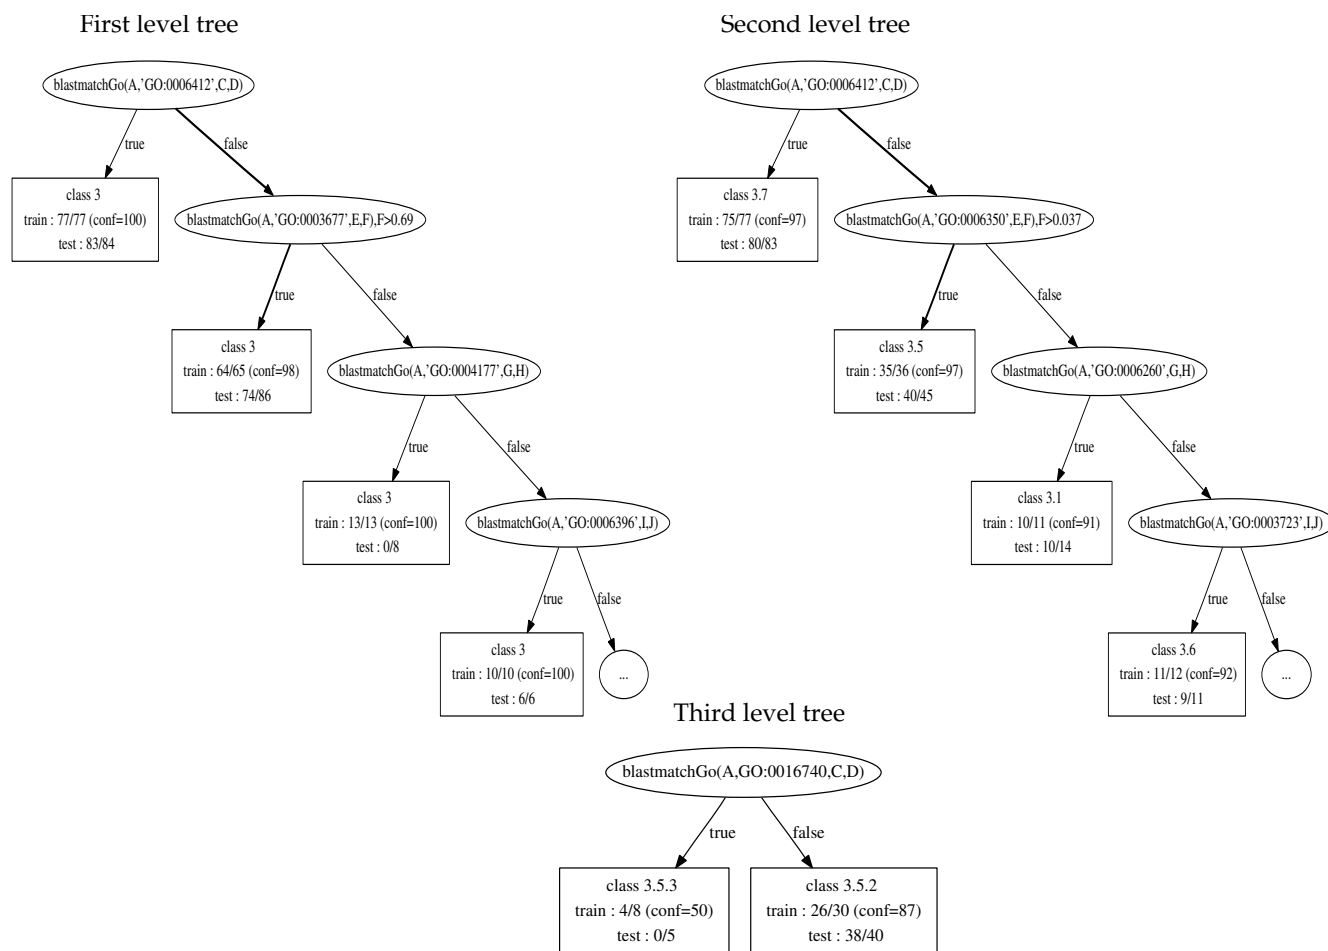 First level tree
blastmatchGo(A,'GO:0006412',C,D)
true
false
class 3
train : 77/77 (conf=100)
test : 83/84
blastmatchGo(A,'GO:0003677',E,F),F>0.69
true
false
class 3
train : 64/65 (conf=98)
test : 74/86
blastmatchGo(A,'GO:0004177',G,H)
true
false
class 3
train : 13/13 (conf=100)
test : 0/8
blastmatchGo(A,'GO:0006396',I,J)
true
false
class 3
train : 10/10 (conf=100)
test : 6/6
...
Second level tree
blastmatchGo(A,'GO:0006412',C,D)
true
false
class 3.7
train : 75/77 (conf=97)
test : 80/83
blastmatchGo(A,'GO:0006350',E,F),F>0.037
true
false
class 3.5
train : 35/36 (conf=97)
test : 40/45
blastmatchGo(A,'GO:0006260',G,H)
true
false
class 3.1
train : 10/11 (conf=91)
test : 10/14
blastmatchGo(A,'GO:0003723',I,J)
true
false
class 3.6
train : 11/12 (conf=92)
test : 9/11
...
Third level tree
blastmatchGo(A,GO:0016740,C,D)
true
false
class 3.5.3
train : 4/8 (conf=50)
test : 0/5
class 3.5.2
train : 26/30 (conf=87)
test : 38/40